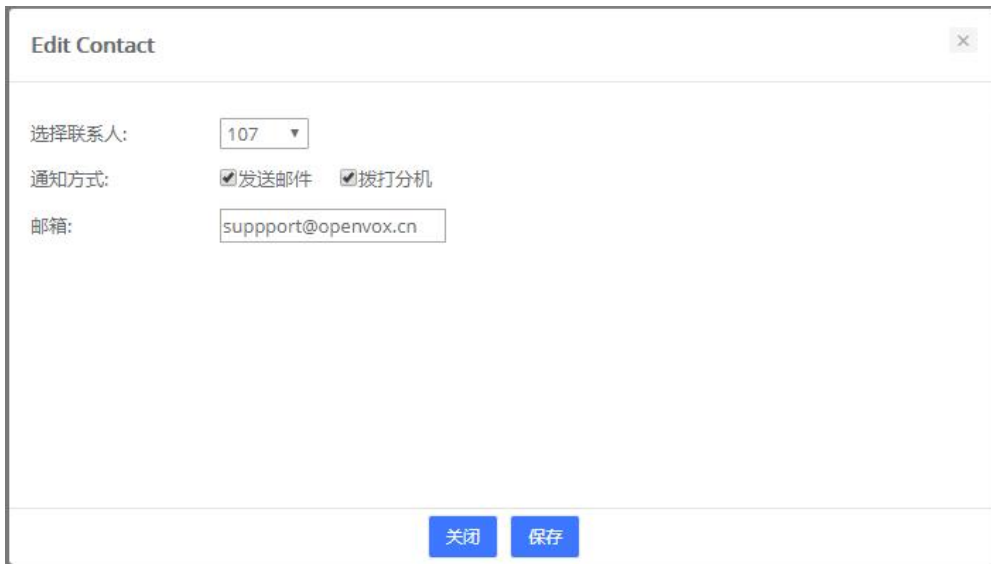 Edit Contact
×
选择联系人: 107
通知方式: 发送邮件 拨打分机
邮箱: suppport@openvox.cn
关闭 保存